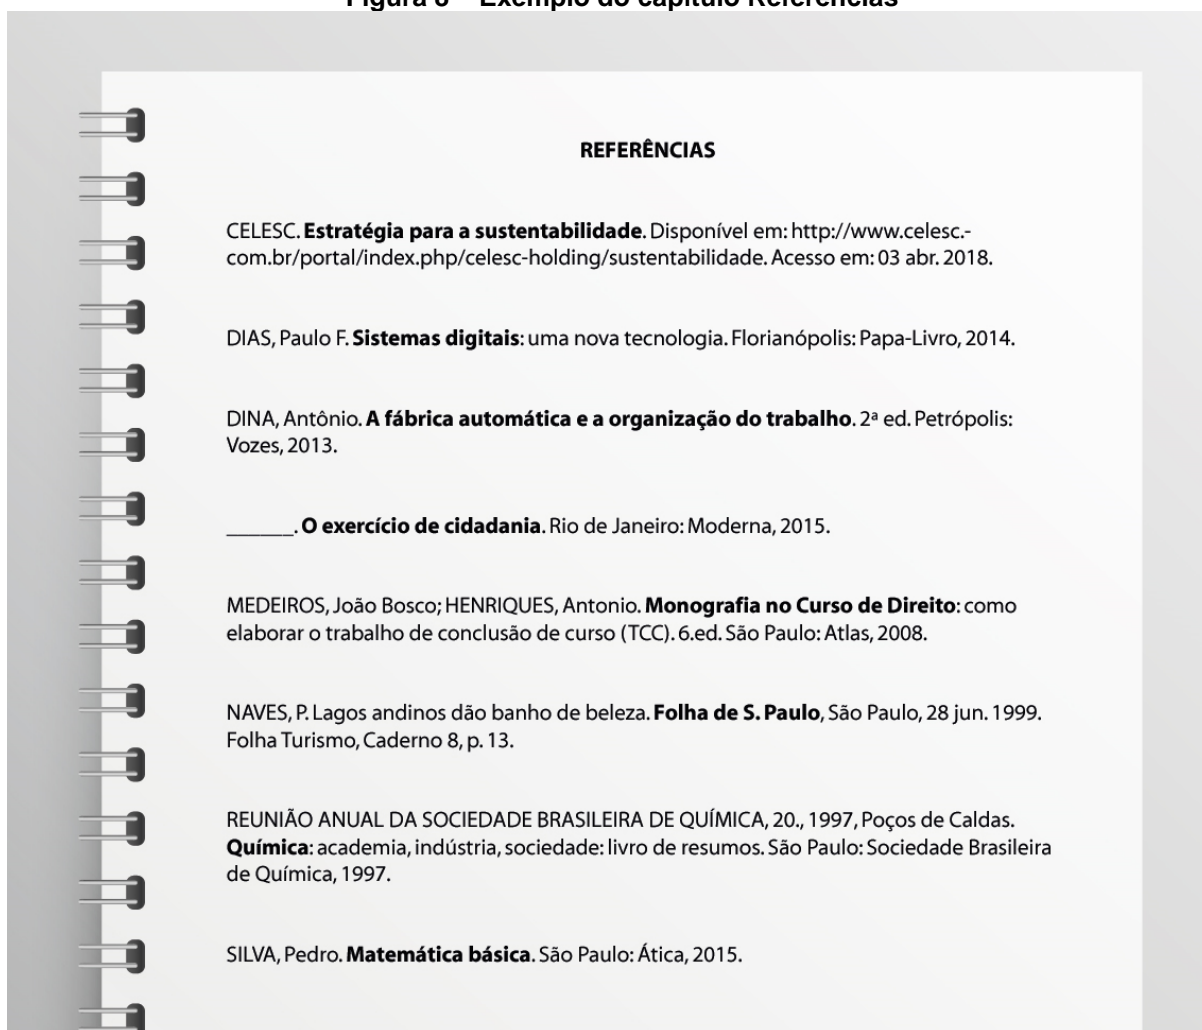 Exemplo do capítulo Referências
REFERÊNCIAS
CELESC. Estratégia para a sustentabilidade. Disponível em: http://www.celesc.-
com.br/portal/index.php/celesc-holding/sustentabilidade. Acesso em: 03 abr. 2018.
DIAS, Paulo F. Sistemas digitais: uma nova tecnologia. Florianópolis: Papa-Livro, 2014.
DINA, Antônio. A fábrica automática e a organização do trabalho. 2ª ed. Petrópolis:
Vozes, 2013.
______. O exercício de cidadania. Rio de Janeiro: Moderna, 2015.
MEDEIROS, João Bosco; HENRIQUES, Antonio. Monografia no Curso de Direito: como
elaborar o trabalho de conclusão de curso (TCC). 6.ed. São Paulo: Atlas, 2008.
NAVES, P. Lagos andinos dão banho de beleza. Folha de S. Paulo, São Paulo, 28 jun. 1999.
Folha Turismo, Caderno 8, p. 13.
REUNIÃO ANUAL DA SOCIEDADE BRASILEIRA DE QUÍMICA, 20., 1997, Poços de Caldas.
Química: academia, indústria, sociedade: livro de resumos. São Paulo: Sociedade Brasileira
de Química, 1997.
SILVA, Pedro. Matemática básica. São Paulo: Ática, 2015.